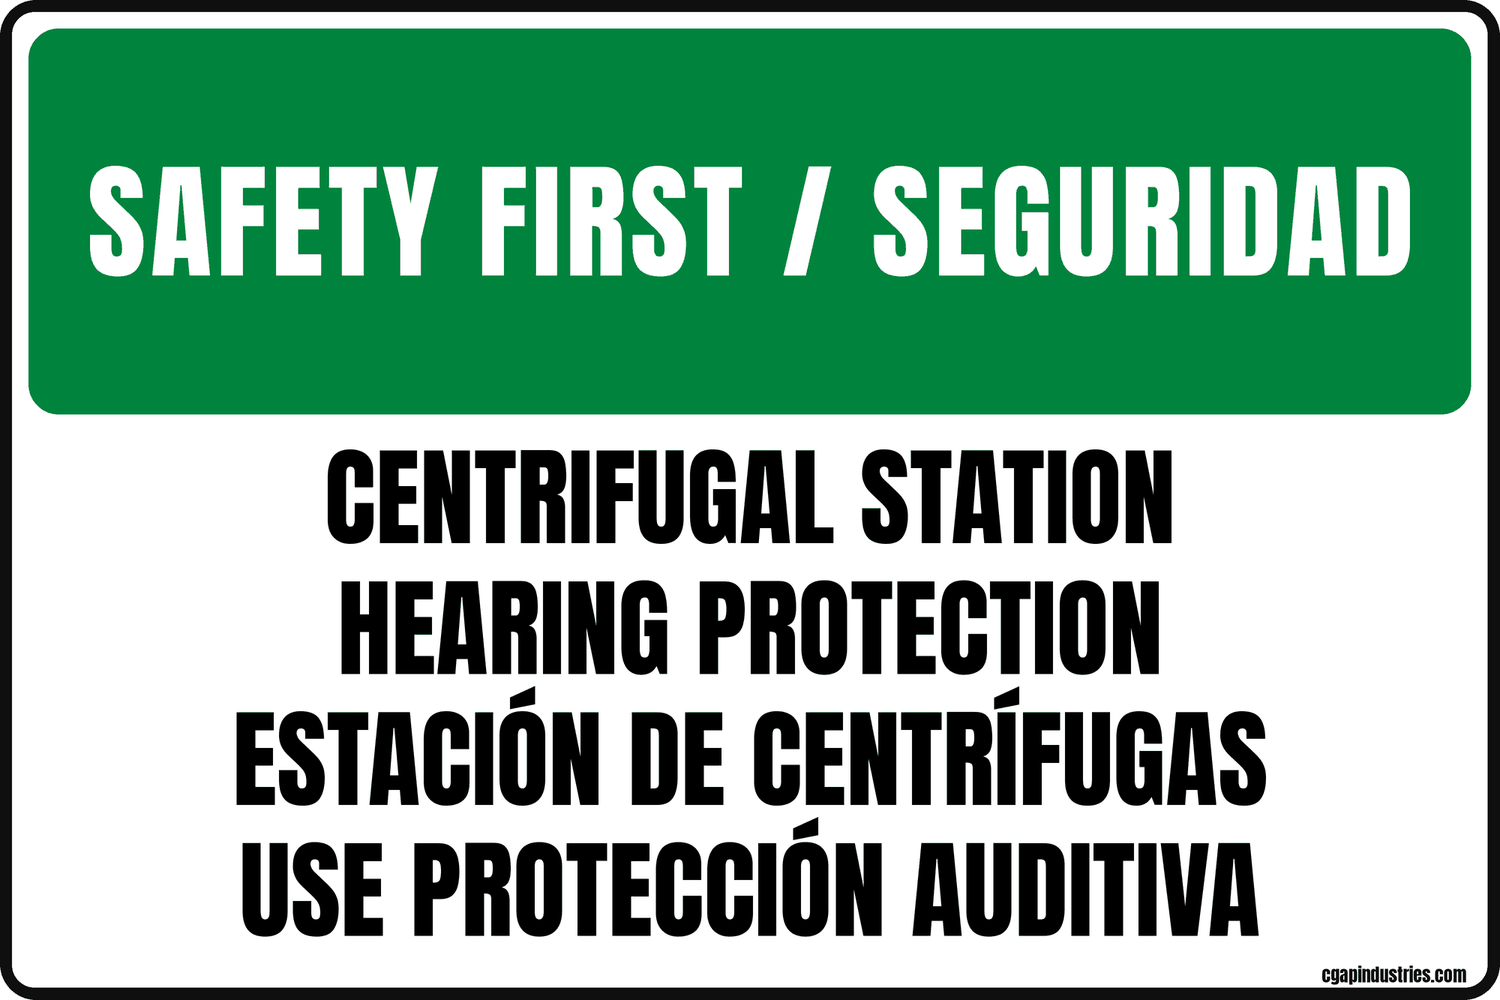 SAFETY FIRST / SEGURIDAD
CENTRIFUGAL STATION
HEARING PROTECTION
ESTACIÓN DE CENTRÍFUGAS
USE PROTECCIÓN AUDITIVA
cgapindustries.com